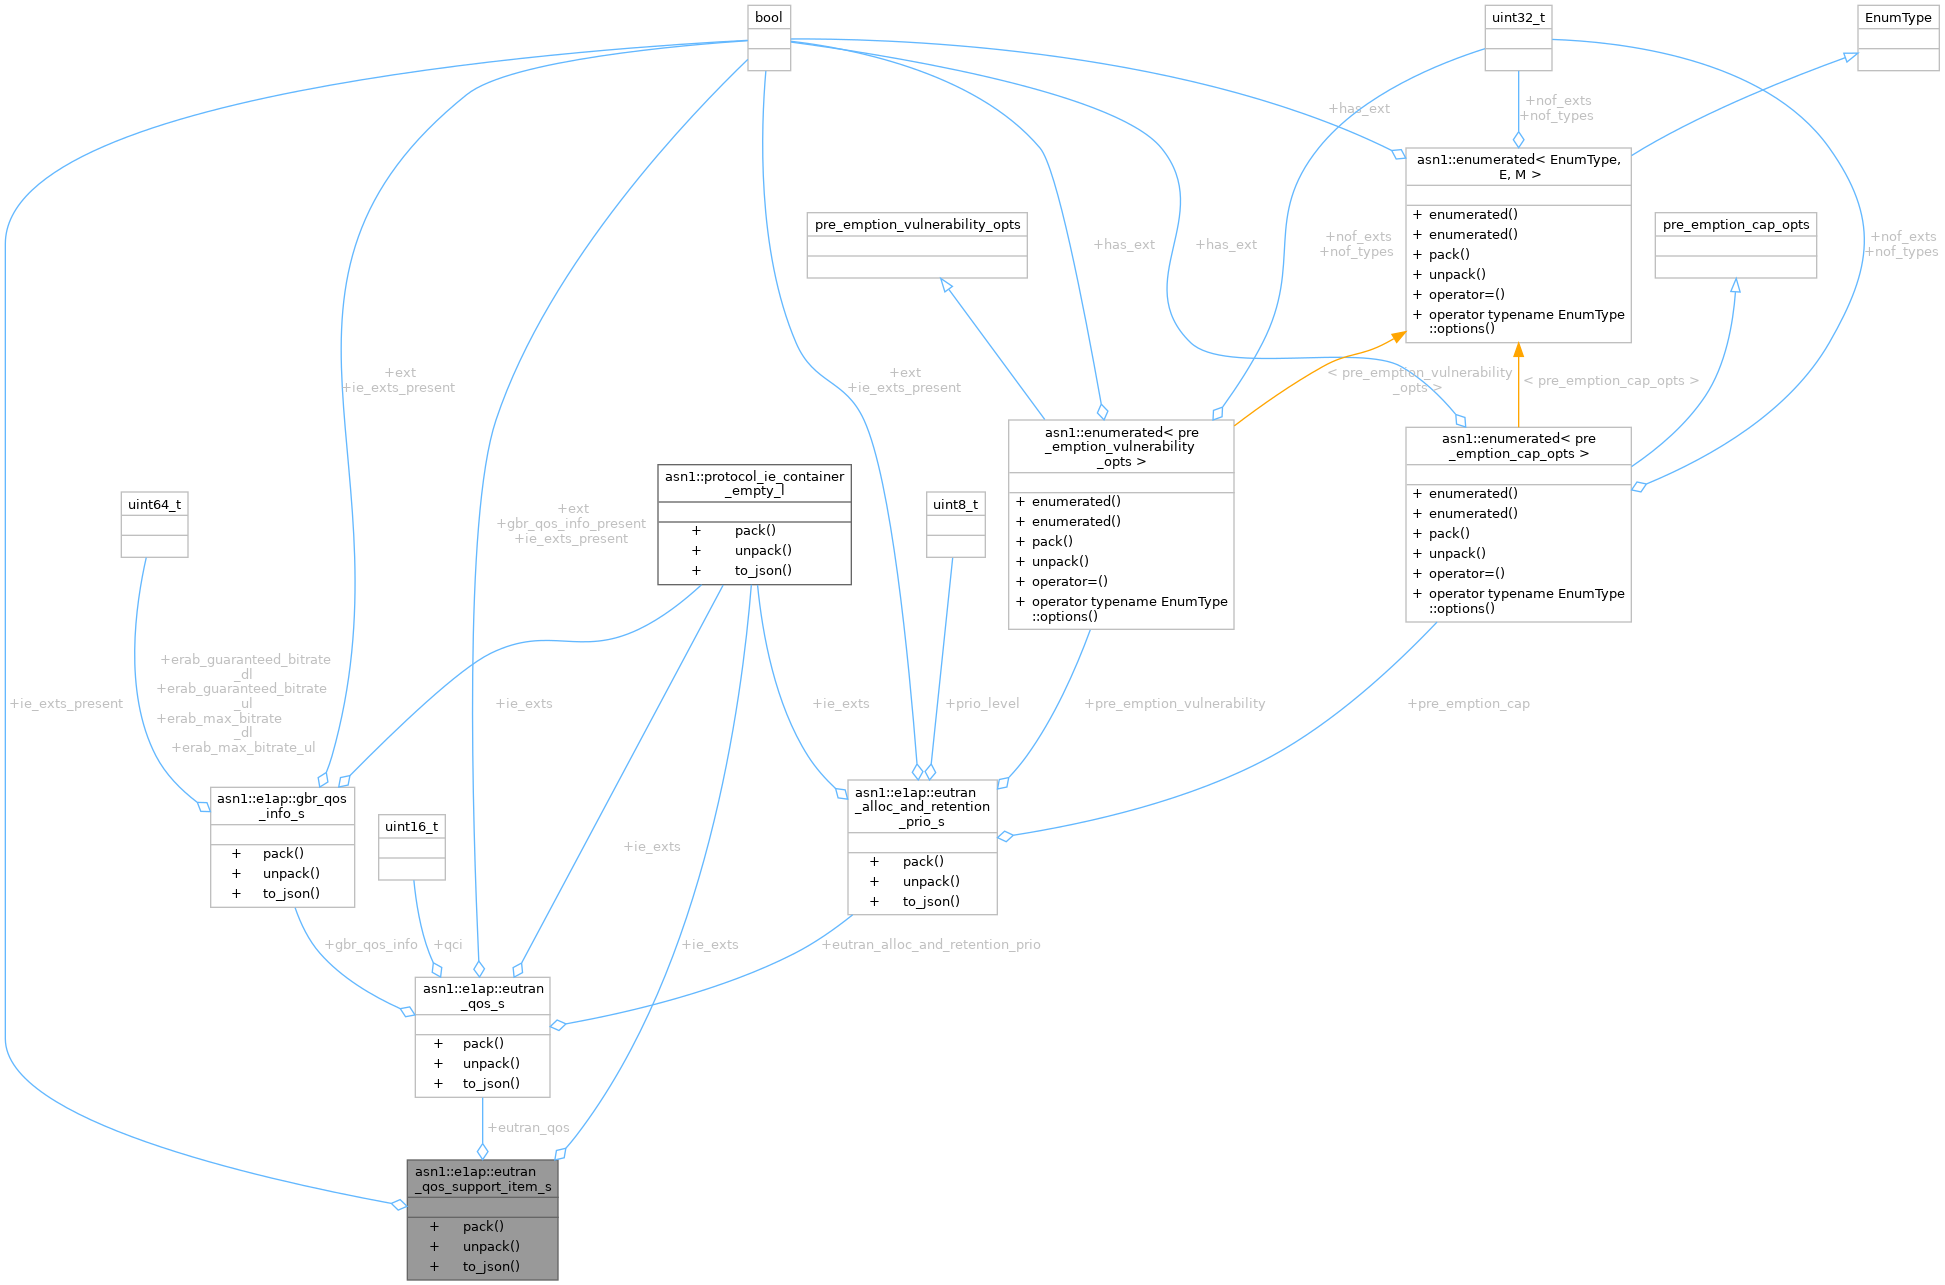 bool
uint32_t
EnumType
+has_ext
+nof_exts
+nof_types
asn1::enumerated< EnumType,
E, M >
+ enumerated()
+ enumerated()
+ pack()
+ unpack()
+ operator=()
+ operator typename EnumType
::options()
pre_emption_vulnerability_opts
pre_emption_cap_opts
+has_ext
+has_ext
+nof_exts
+nof_types
+nof_exts
+nof_types
+ext
+ie_exts_present
+ext
+ie_exts_present
< pre_emption_vulnerability
_opts >
< pre_emption_cap_opts >
asn1::enumerated< pre
_emption_vulnerability
_opts >
+ enumerated()
+ enumerated()
+ pack()
+ unpack()
+ operator=()
+ operator typename EnumType
::options()
asn1::enumerated< pre
_emption_cap_opts >
+ enumerated()
+ enumerated()
+ pack()
+ unpack()
+ operator=()
+ operator typename EnumType
::options()
uint64_t
+ext
+gbr_qos_info_present
+ie_exts_present
asn1::protocol_ie_container
_empty_l
+ pack()
+ unpack()
+ to_json()
uint8_t
+ie_exts_present
+erab_guaranteed_bitrate
_dl
+erab_guaranteed_bitrate
_ul
+erab_max_bitrate
_dl
+erab_max_bitrate_ul
+ie_exts
+ie_exts
+prio_level
+pre_emption_vulnerability
+pre_emption_cap
asn1::e1ap::gbr_qos
_info_s
+ pack()
+ unpack()
+ to_json()
uint16_t
+ie_exts
asn1::e1ap::eutran
_alloc_and_retention
_prio_s
+ pack()
+ unpack()
+ to_json()
+gbr_qos_info
+qci
+ie_exts
+eutran_alloc_and_retention_prio
asn1::e1ap::eutran
_qos_s
+ pack()
+ unpack()
+ to_json()
+eutran_qos
asn1::e1ap::eutran
_qos_support_item_s
+ pack()
+ unpack()
+ to_json()